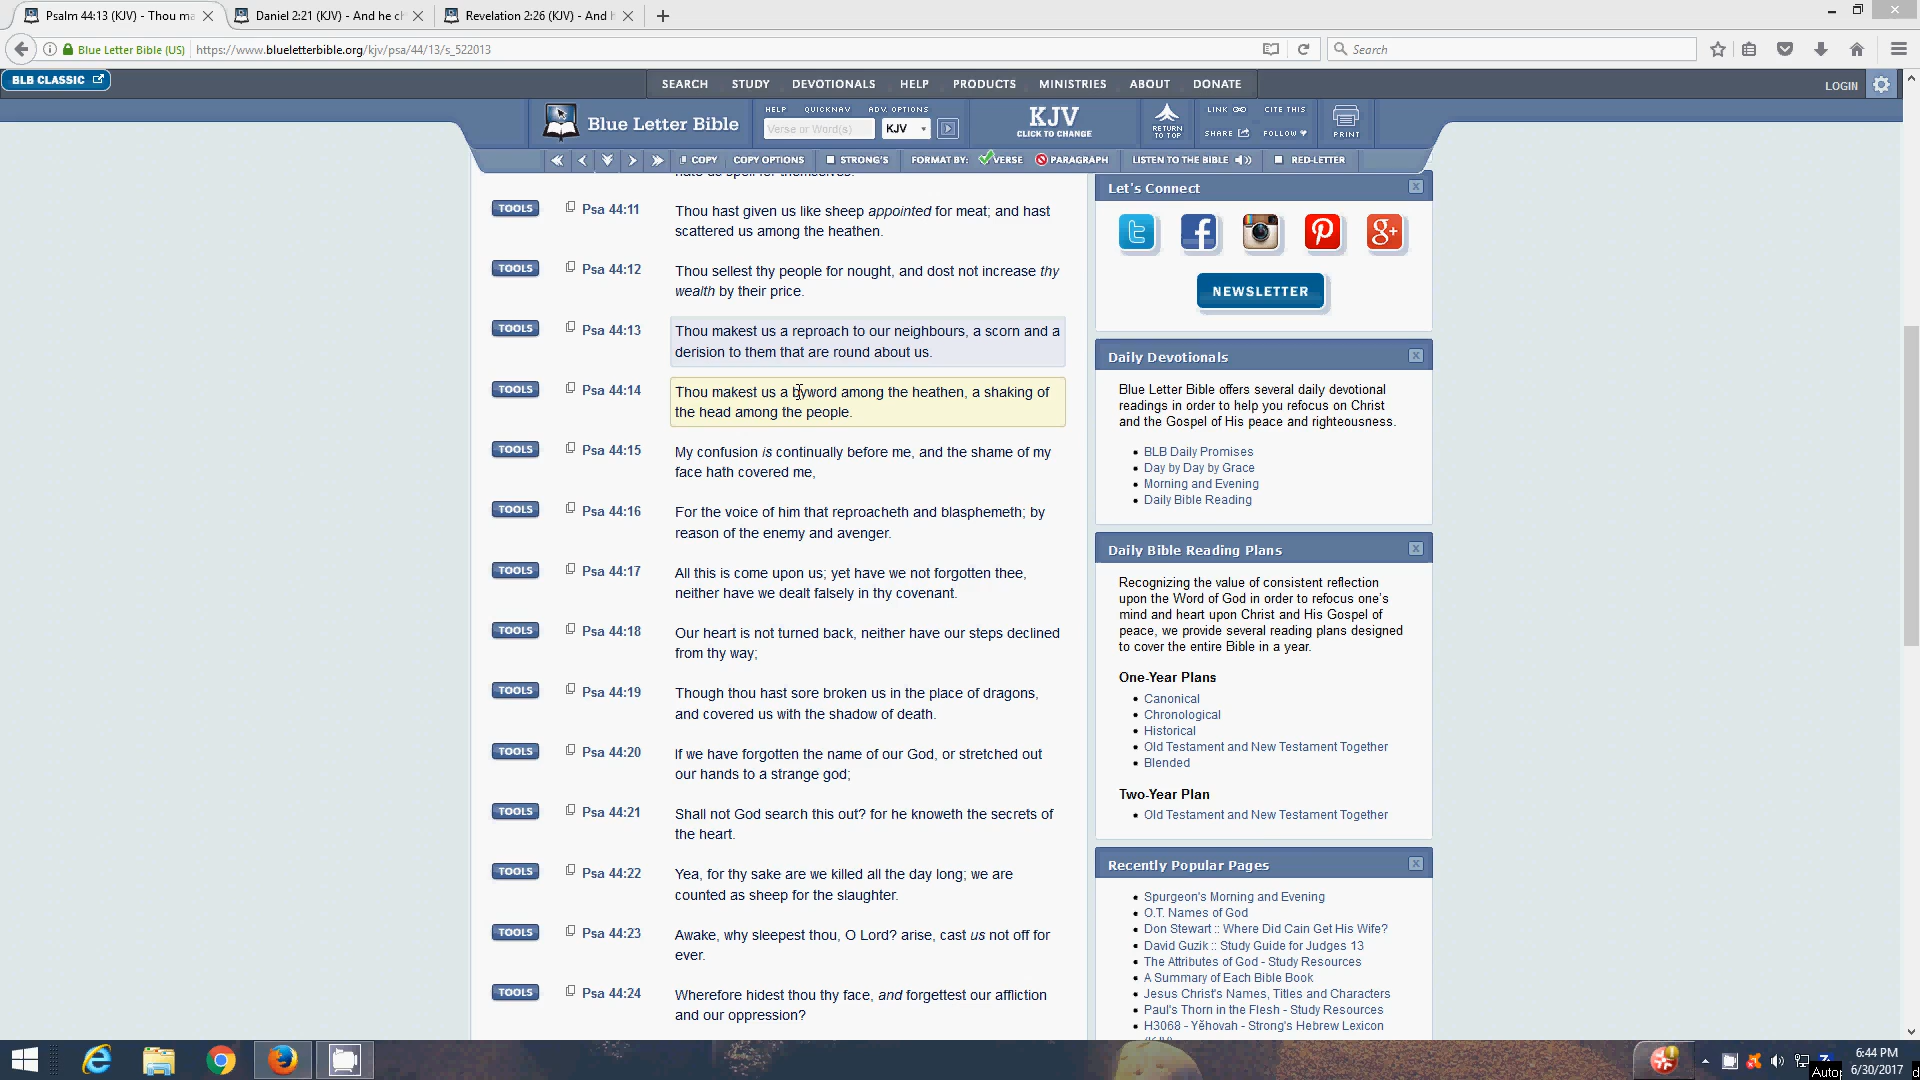 Psalm 44:13 (KJV) - Thou ma
Daniel 2:21 (KJV) - And he c
Revelation 2:26 (KJV) - And h
Blue Letter Bible (US)
https://www.blueletterbible.org/kjv/psa/44/13/s_522013
Search
BLB CLASSIC
SEARCH STUDY DEVOTIONALS HELP PRODUCTS MINISTRIES ABOUT DONATE
LOGIN
HELP QUICKNAV ADV. OPTIONS
Blue Letter Bible
Verse or Word(s)
KJV
KJV
CLICK TO CHANGE
RETURN
TO TOP
LINK CITE THIS
SHARE FOLLOW
PRINT
COPY COPY OPTIONS STRONG'S FORMAT BY: VERSE PARAGRAPH LISTEN TO THE BIBLE RED-LETTER
hate us spoil for themselves.
TOOLS Psa 44:11 Thou hast given us like sheep appointed for meat; and hast
scattered us among the heathen.
TOOLS Psa 44:12 Thou sellest thy people for nought, and dost not increase thy
wealth by their price.
TOOLS Psa 44:13 Thou makest us a reproach to our neighbours, a scorn and a
derision to them that are round about us.
TOOLS Psa 44:14 Thou makest us a byword among the heathen, a shaking of
the head among the people.
TOOLS Psa 44:15 My confusion is continually before me, and the shame of my
face hath covered me,
TOOLS Psa 44:16 For the voice of him that reproacheth and blasphemeth; by
reason of the enemy and avenger.
TOOLS Psa 44:17 All this is come upon us; yet have we not forgotten thee,
neither have we dealt falsely in thy covenant.
TOOLS Psa 44:18 Our heart is not turned back, neither have our steps declined
from thy way;
TOOLS Psa 44:19 Though thou hast sore broken us in the place of dragons,
and covered us with the shadow of death.
TOOLS Psa 44:20 If we have forgotten the name of our God, or stretched out
our hands to a strange god;
TOOLS Psa 44:21 Shall not God search this out? for he knoweth the secrets of
the heart.
TOOLS Psa 44:22 Yea, for thy sake are we killed all the day long; we are
counted as sheep for the slaughter.
TOOLS Psa 44:23 Awake, why sleepest thou, O Lord? arise, cast us not off for
ever.
TOOLS Psa 44:24 Wherefore hidest thou thy face, and forgettest our affliction
and our oppression?
Let's Connect
NEWSLETTER
Daily Devotionals
Blue Letter Bible offers several daily devotional
readings in order to help you refocus on Christ
and the Gospel of His peace and righteousness.
BLB Daily Promises
Day by Day by Grace
Morning and Evening
Daily Bible Reading
Daily Bible Reading Plans
Recognizing the value of consistent reflection
upon the Word of God in order to refocus one's
mind and heart upon Christ and His Gospel of
peace, we provide several reading plans designed
to cover the entire Bible in a year.
One-Year Plans
Canonical
Chronological
Historical
Old Testament and New Testament Together
Blended
Two-Year Plan
Old Testament and New Testament Together
Recently Popular Pages
Spurgeon's Morning and Evening
O.T. Names of God
Don Stewart :: Where Did Cain Get His Wife?
David Guzik :: Study Guide for Judges 13
The Attributes of God - Study Resources
A Summary of Each Bible Book
Jesus Christ's Names, Titles and Characters
Paul's Thorn in the Flesh - Study Resources
H3068 - Yĕhovah - Strong's Hebrew Lexicon
(KJV)
6:44 PM
6/30/2017
Autop